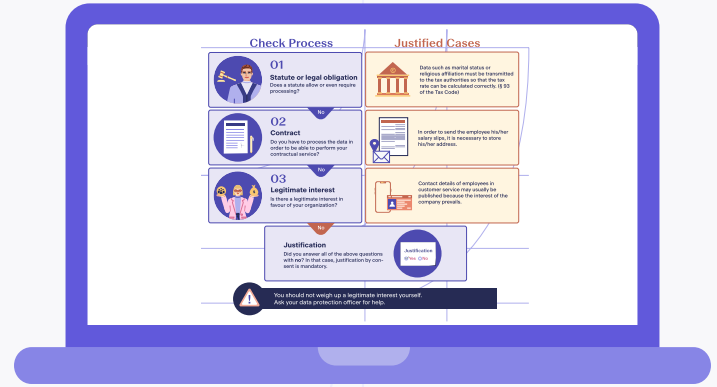 Check Process
Justified Cases
01
Statute or legal obligation
Does a statute allow or even require
processing?
Data such as marital status or
religious affiliation must be transmitted
to the tax authorities so that the tax
rate can be calculated correctly. (§ 93
of the Tax Code)
No
02
Contract
Do you have to process the data in
order to be able to perform your
contractual service?
In order to send the employee his/her
salary slips, it is necessary to store
his/her address.
No
03
Legitimate interest
Is there a legitimate interest in
favour of your organization?
Contact details of employees in
customer service may usually be
published because the interest of the
company prevails.
No
Justification
Did you answer all of the above questions
with no? In that case, justification by con-
sent is mandatory.
Justification
Yes No
You should not weigh up a legitimate interest yourself.
Ask your data protection officer for help.